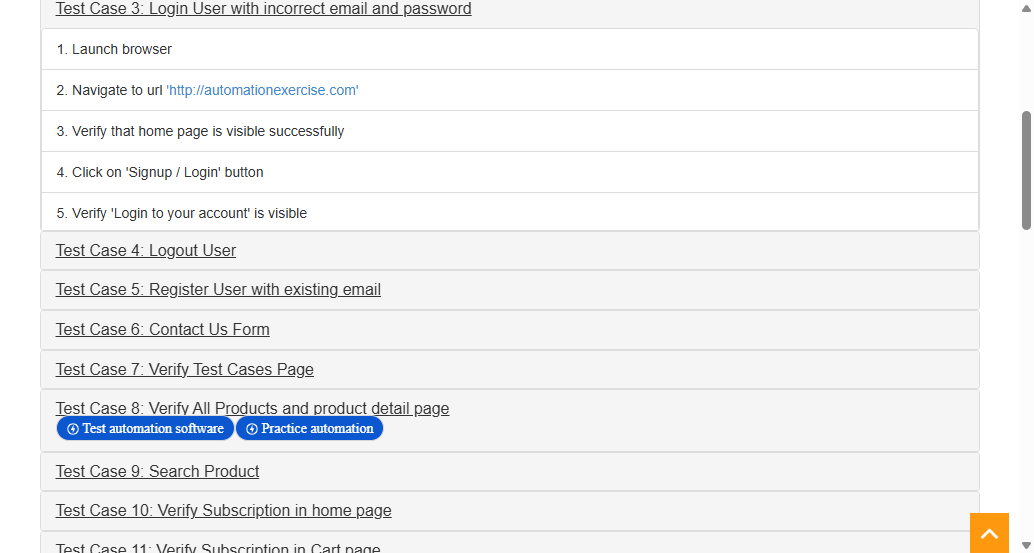 Test Case 3: Login User with incorrect email and password
1. Launch browser
2. Navigate to url 'http://automationexercise.com'
3. Verify that home page is visible successfully
4. Click on 'Signup / Login' button
5. Verify 'Login to your account' is visible
Test Case 4: Logout User
Test Case 5: Register User with existing email
Test Case 6: Contact Us Form
Test Case 7: Verify Test Cases Page
Test Case 8: Verify All Products and product detail page
Test automation software Practice automation
Test Case 9: Search Product
Test Case 10: Verify Subscription in home page
Test Case 11: Verify Subscription in Cart page